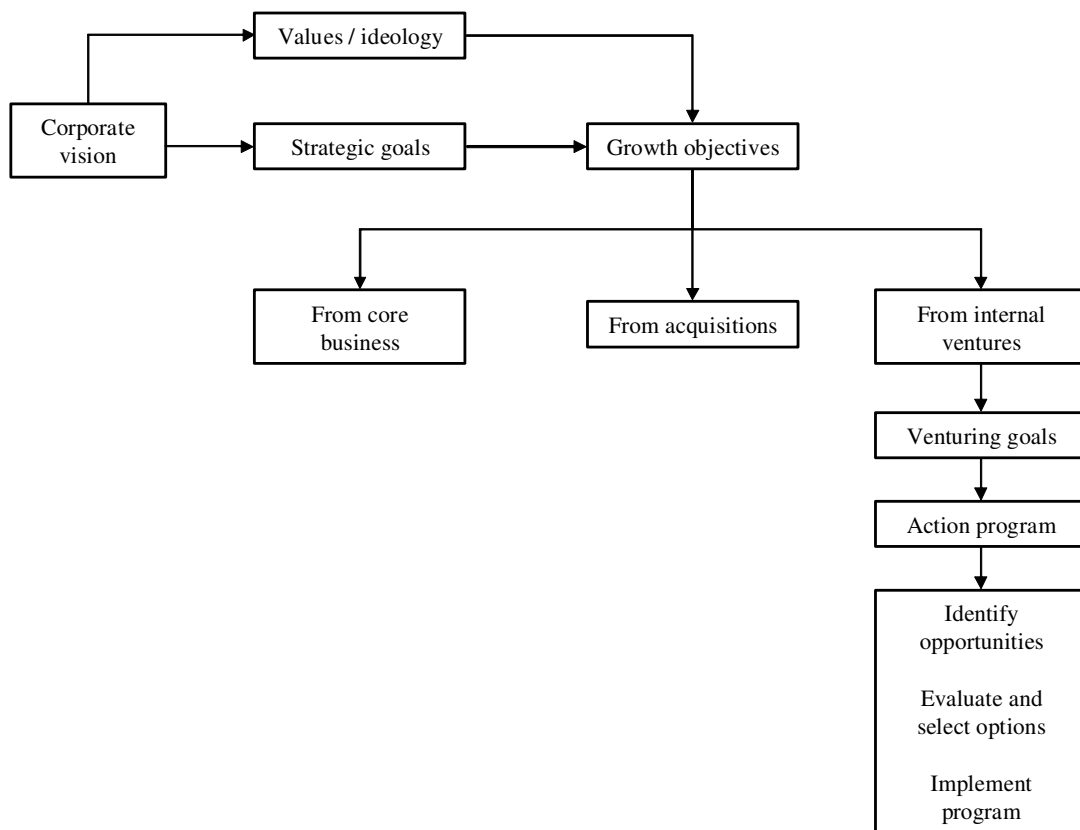 Values / ideology
Corporate
vision
Strategic goals
Growth objectives
From core
business
From acquisitions
From internal
ventures
Venturing goals
Action program
Identify
opportunities
Evaluate and
select options
Implement
program